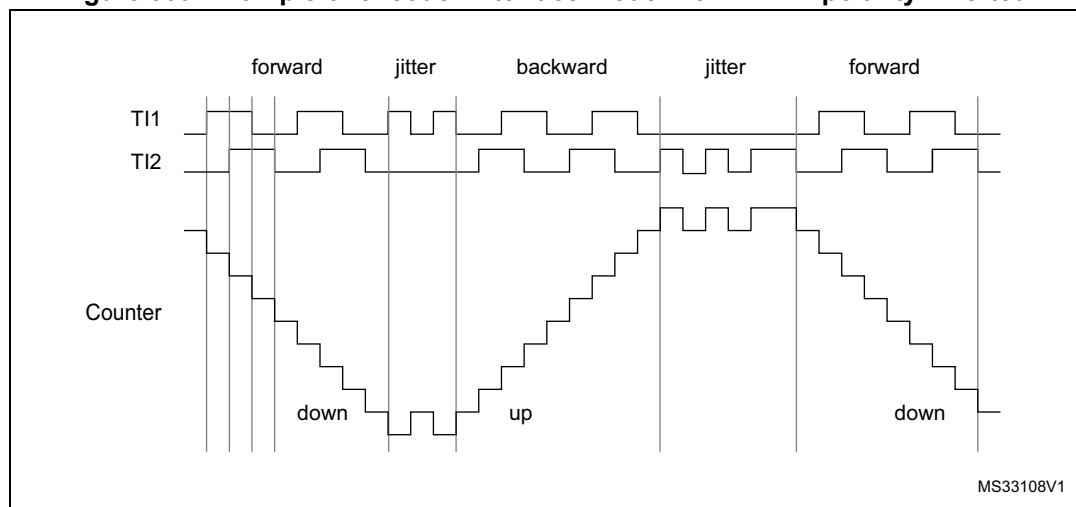 forward jitter backward jitter forward
TI1
TI2
Counter
down up down
MS33108V1